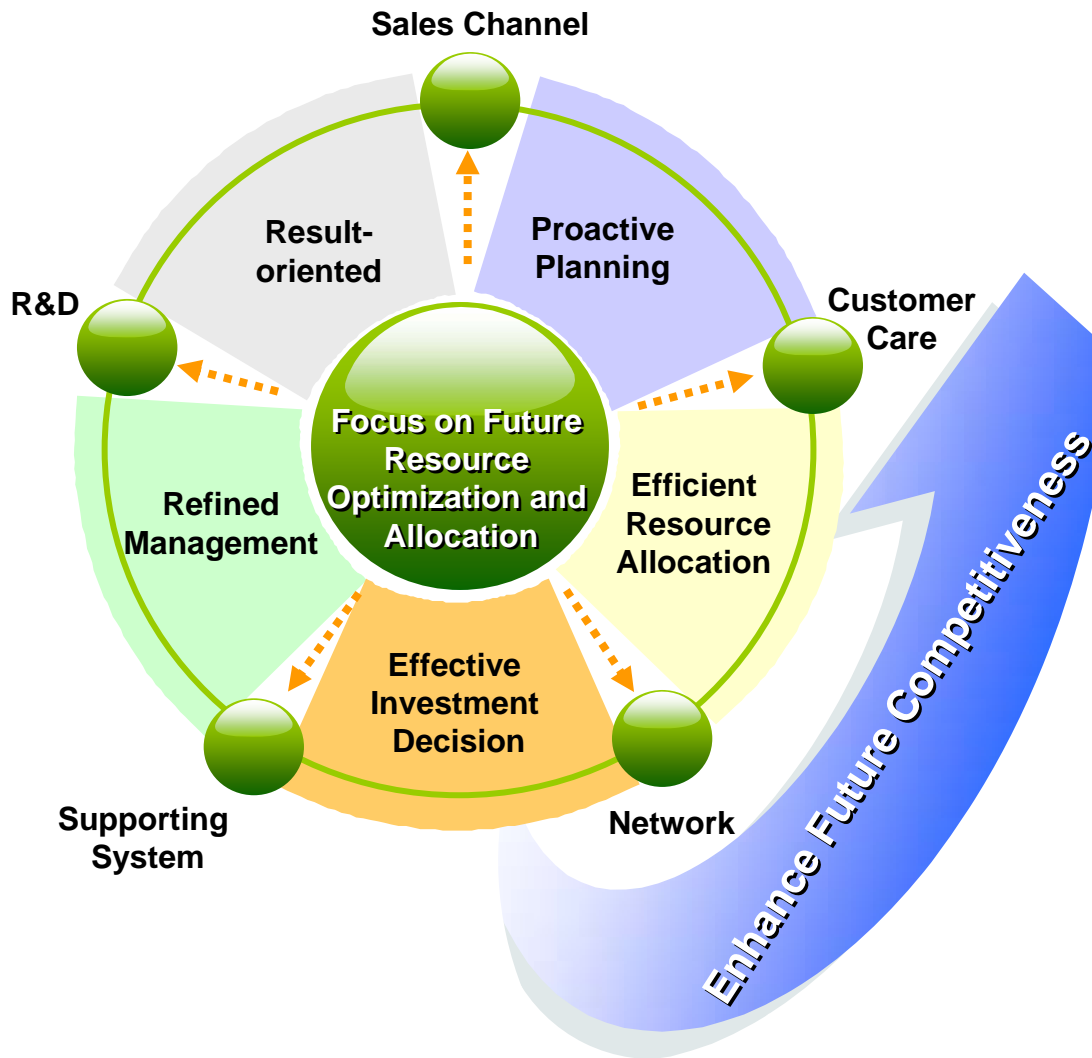 Sales Channel
Result-
oriented
Proactive
Planning
R&D
Customer
Care
Focus on Future
Resource
Optimization and
Allocation
Refined
Management
Efficient
Resource
Allocation
Effective
Investment
Decision
Supporting
System
Network
Enhance Future Competitiveness